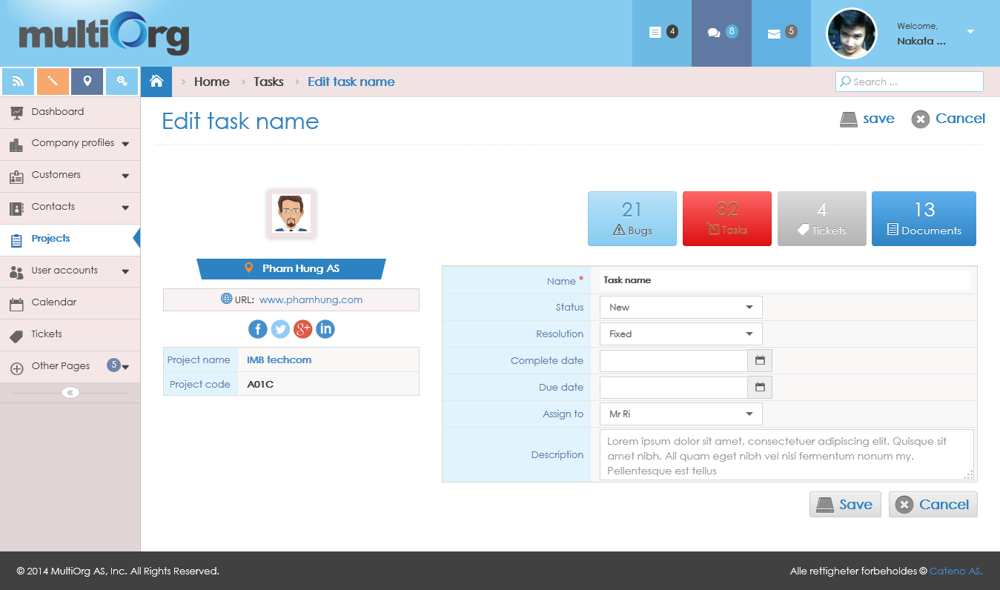 multiOrg
4
8
5
Welcome,
Nakata ...
Home
Tasks
Edit task name
Search ...
Dashboard
Company profiles
Customers
Contacts
Projects
User accounts
Calendar
Tickets
Other Pages
5
«
Edit task name
save
Cancel
Pham Hung AS
URL: www.phamhung.com
f
g+
in
Project name IMB techcom
Project code A01C
21
Bugs
32
Tasks
4
Tickets
13
Documents
Name * Task name
Status New
Resolution Fixed
Complete date
Due date
Assign to Mr Ri
Description
Lorem ipsum dolor sit amet, consectetuer adipiscing elit. Quisque sit
amet nibh. Ali quam eget nibh vel nisi fermentum nonum my.
Pellentesque est tellus
Save
Cancel
© 2014 MultiOrg AS, Inc. All Rights Reserved.
Alle rettigheter forbeholdes © Cateno AS.